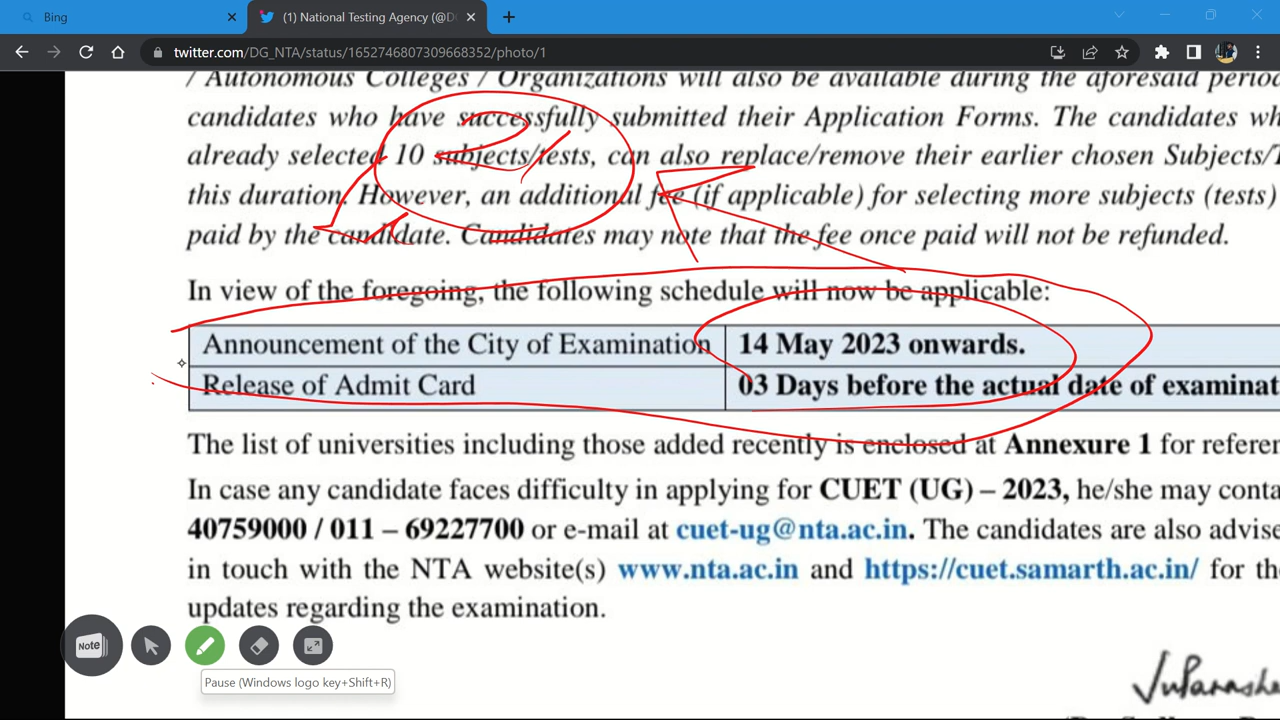 Bing
(1) National Testing Agency (@D
twitter.com/DG_NTA/status/1652746807309668352/photo/1
/ Autonomous Colleges / Organizations will also be available during the aforesaid perio
candidates who have successfully submitted their Application Forms. The candidates wh
already selected 10 subjects/tests, can also replace/remove their earlier chosen Subjects/T
this duration. However, an additional fee (if applicable) for selecting more subjects (tests)
paid by the candidate. Candidates may note that the fee once paid will not be refunded.
21
In view of the foregoing, the following schedule will now be applicable:
Announcement of the City of Examination 14 May 2023 onwards.
Release of Admit Card 03 Days before the actual date of examinat
The list of universities including those added recently is enclosed at Annexure 1 for refere
In case any candidate faces difficulty in applying for CUET (UG) – 2023, he/she may conta
40759000 / 011 – 69227700 or e-mail at cuet-ug@nta.ac.in. The candidates are also advise
in touch with the NTA website(s) www.nta.ac.in and https://cuet.samarth.ac.in/ for th
updates regarding the examination.
Note
Pause (Windows logo key+Shift+R)